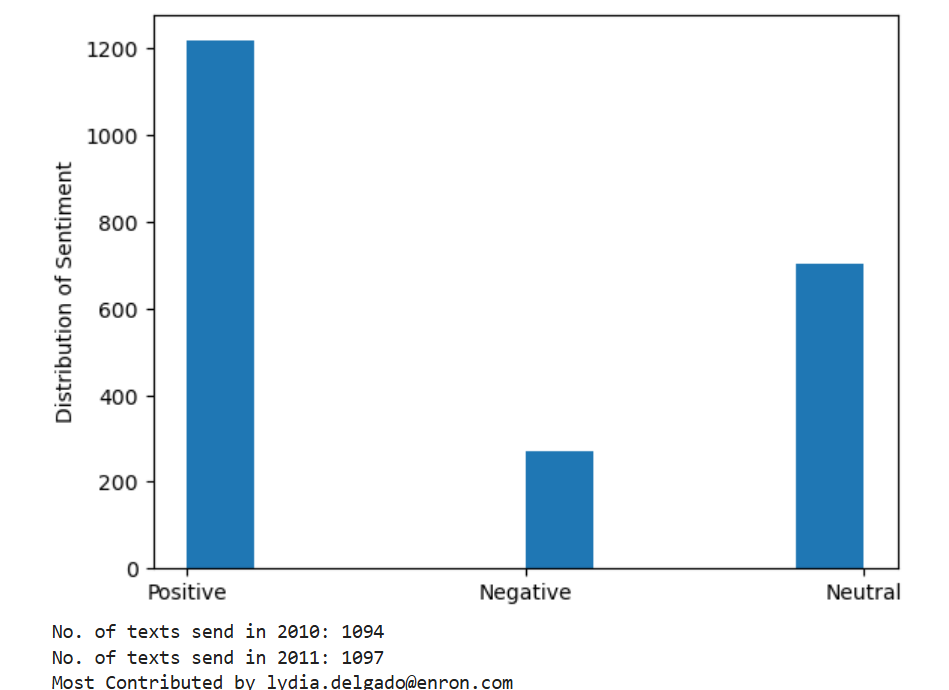 1200
1000
800
600
400
200
0
Distribution of Sentiment
Positive Negative Neutral
No. of texts send in 2010: 1094
No. of texts send in 2011: 1097
Most Contributed by lydia.delgado@enron.com